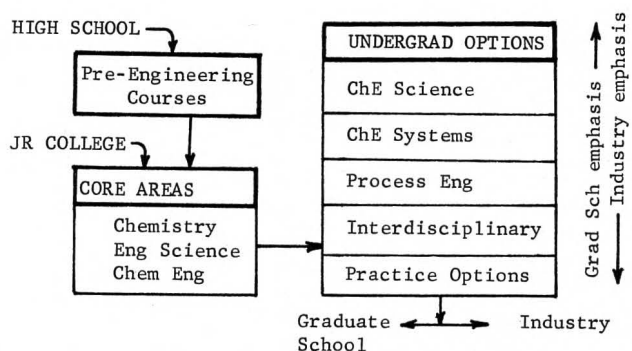 HIGH SCHOOL
Pre-Engineering
Courses
JR COLLEGE
CORE AREAS
Chemistry
Eng Science
Chem Eng
UNDERGRAD OPTIONS
ChE Science
ChE Systems
Process Eng
Interdisciplinary
Practice Options
Graduate
School
Industry
Grad Sch emphasis
Industry emphasis